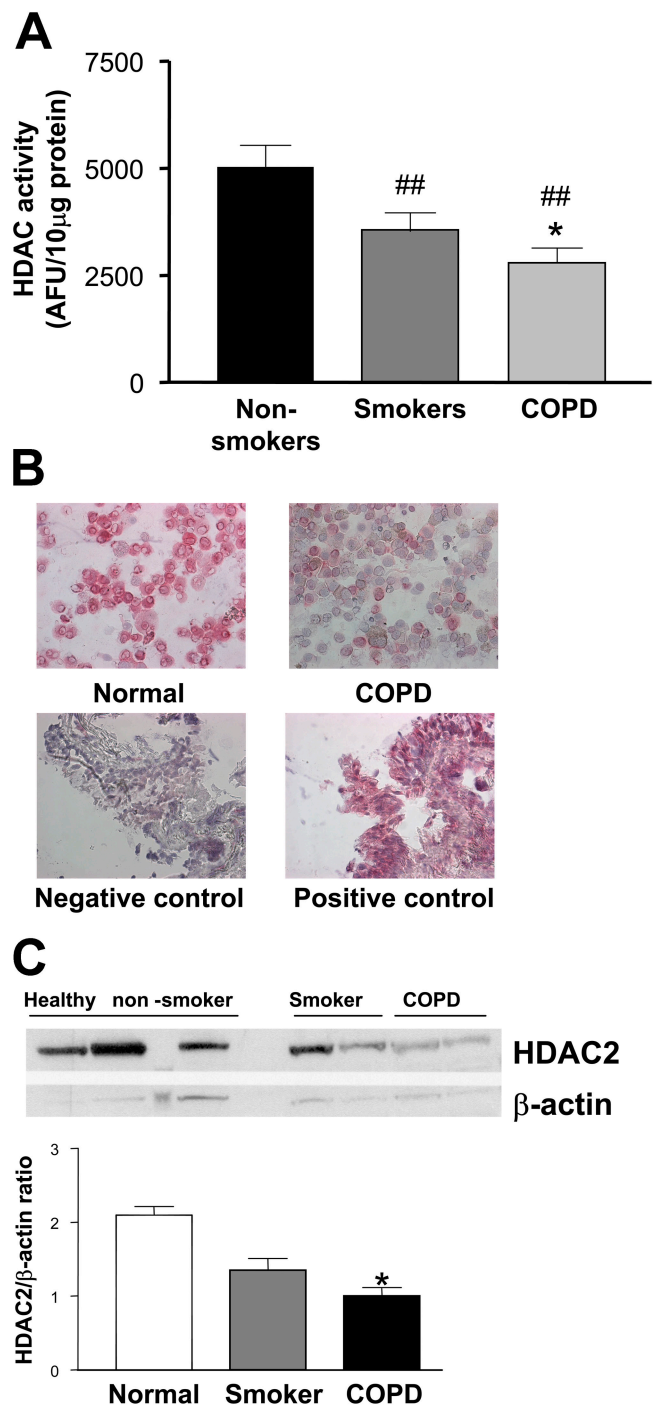 A
HDAC activity
(AFU/10μg protein)
7500
5000
2500
0
##
##
*
Non-
smokers
Smokers
COPD
B
Normal
COPD
Negative control
Positive control
C
Healthy non -smoker
Smoker
COPD
HDAC2
β-actin
HDAC2/β-actin ratio
3
2
1
0
*
Normal
Smoker
COPD